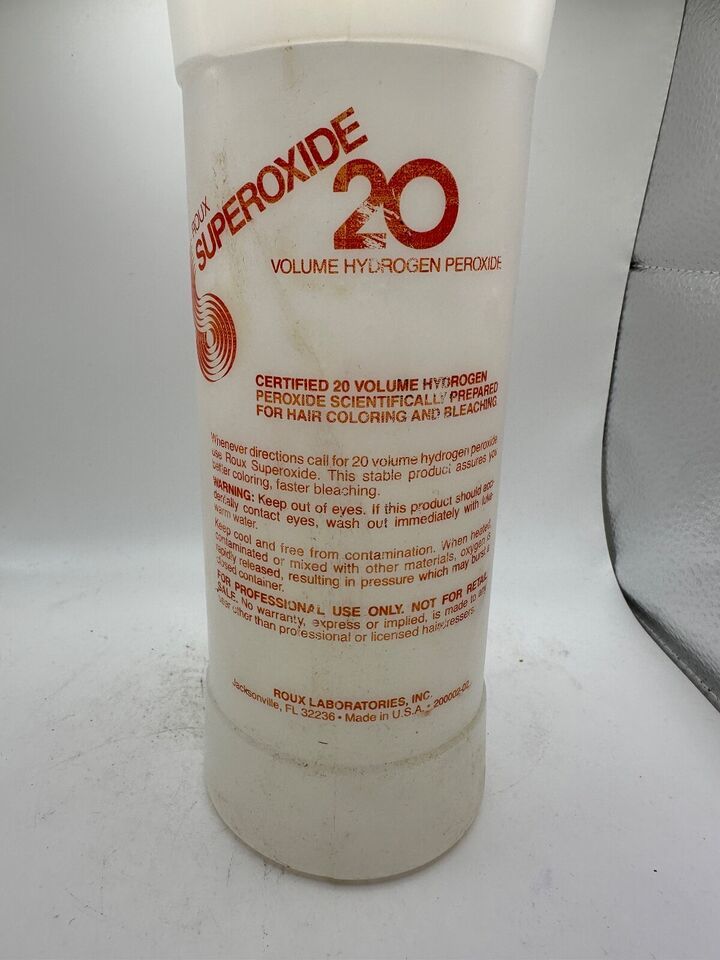 ROUX
SUPEROXIDE
20
VOLUME HYDROGEN PEROXIDE
CERTIFIED 20 VOLUME HYDROGEN
PEROXIDE SCIENTIFICALLY PREPARED
FOR HAIR COLORING AND BLEACHING.
Whenever directions call for 20 volume hydrogen peroxide
use Roux Superoxide. This stable product assures you
better coloring, faster bleaching.
WARNING: Keep out of eyes. If this product should acci-
dentally contact eyes, wash out immediately with luke-
warm water.
Keep cool and free from contamination. When heated,
contaminated or mixed with other materials, oxygen is
rapidly released, resulting in pressure which may burst a
closed container.
FOR PROFESSIONAL USE ONLY. NOT FOR RETAIL
SALE. No warranty, express or implied, is made to any
user other than professional or licensed hairdressers.
ROUX LABORATORIES, INC.
Jacksonville, FL 32236 • Made in U.S.A. • 200002-02